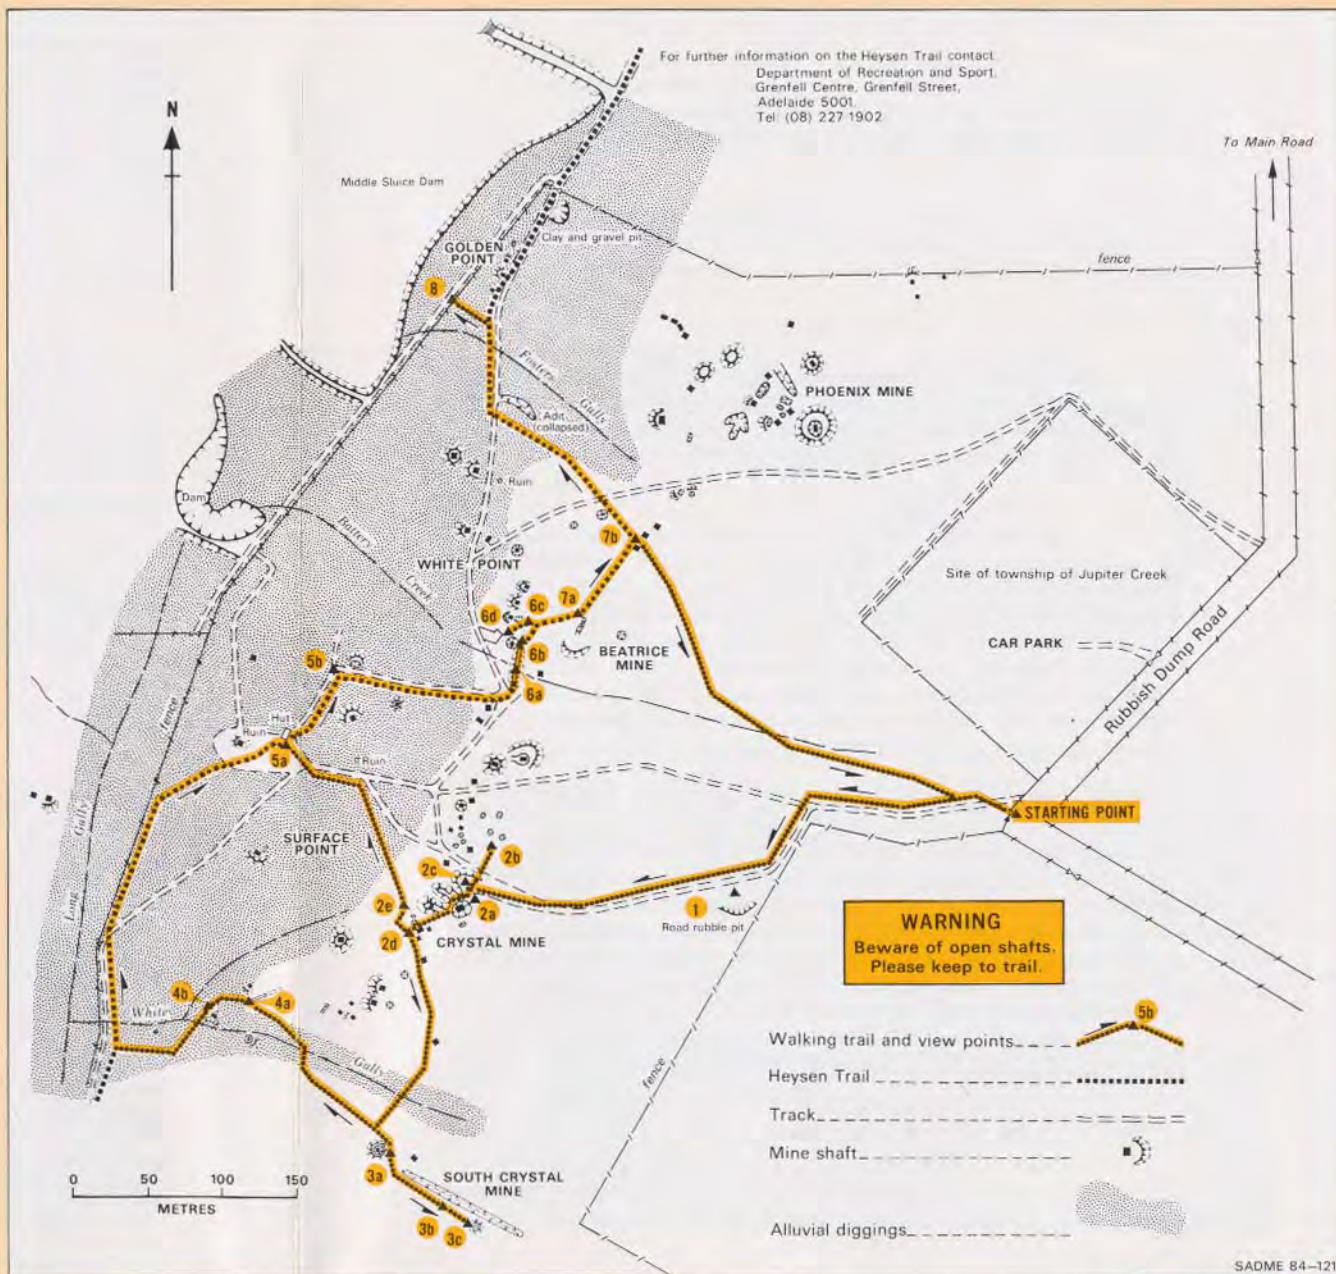 For further information on the Heysen Trail contact
Department of Recreation and Sport,
Grenfell Centre, Grenfell Street,
Adelaide 5001.
Tel: (08) 227 1902
N
To Main Road
Middle Sluice Dam
Clay and gravel pit
GOLDEN
POINT
fence
8
Footers
Gully
PHOENIX MINE
Adit
(collapsed)
Ruin
Dam
Battery
Creek
7b
WHITE POINT
Site of township of Jupiter Creek
6d
6c
7a
CAR PARK
BEATRICE
MINE
6b
5b
6a
Rubbish Dump Road
fence
Hut
Ruin
5a
Ruin
STARTING POINT
SURFACE
POINT
2b
2c
2a
2e
1
Road rubble pit
2d
CRYSTAL MINE
Long
Gully
WARNING
Beware of open shafts.
Please keep to trail.
4b
4a
White
Gully
5b
Walking trail and view points
Heysen Trail
fence
Track
Mine shaft
3a
SOUTH CRYSTAL
MINE
0 50 100 150
METRES
3b
3c
Alluvial diggings
SADME 84–121